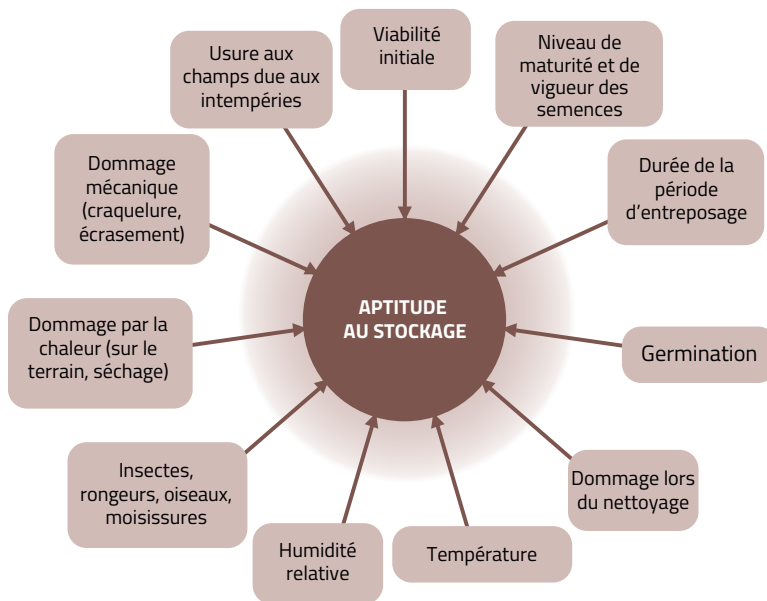 Viabilité
initiale
Niveau de
maturité et de
vigueur des
semences
Durée de la
période
d’entreposage
Germination
Dommage lors
du nettoyage
Température
Humidité
relative
Insectes,
rongeurs, oiseaux,
moisissures
Dommage par la
chaleur (sur le
terrain, séchage)
Dommage
mécanique
(craquelure,
écrasement)
Usure aux
champs due aux
intempéries
APTITUDE
AU STOCKAGE